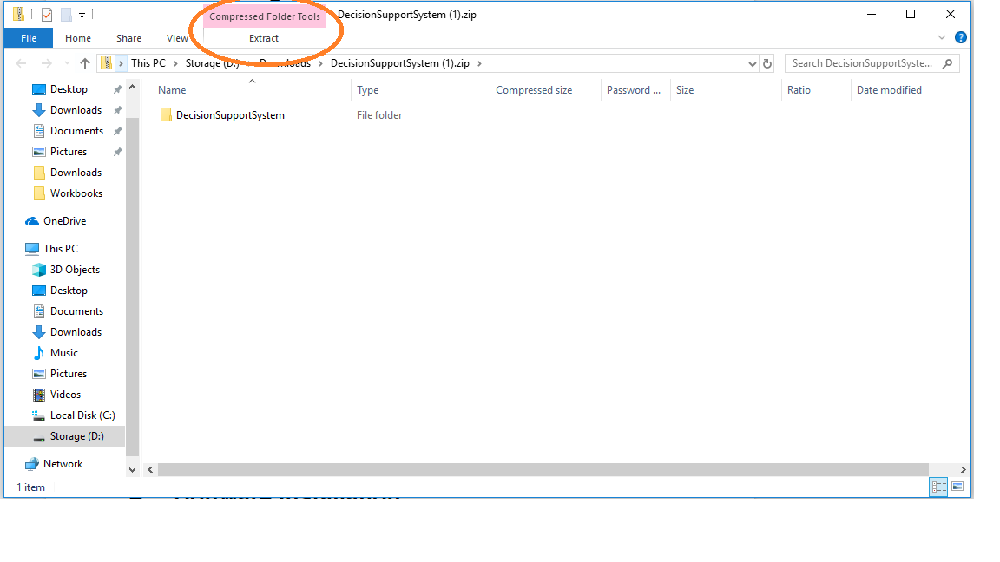 Compressed Folder Tools DecisionSupportSystem (1).zip
File Home Share View Extract
This PC Storage (D:) Downloads DecisionSupportSystem (1).zip Search DecisionSupportSyste...
Name Type Compressed size Password ... Size Ratio Date modified
DecisionSupportSystem File folder
Desktop
Downloads
Documents
Pictures
Downloads
Workbooks
OneDrive
This PC
3D Objects
Desktop
Documents
Downloads
Music
Pictures
Videos
Local Disk (C:)
Storage (D:)
Network
1 item